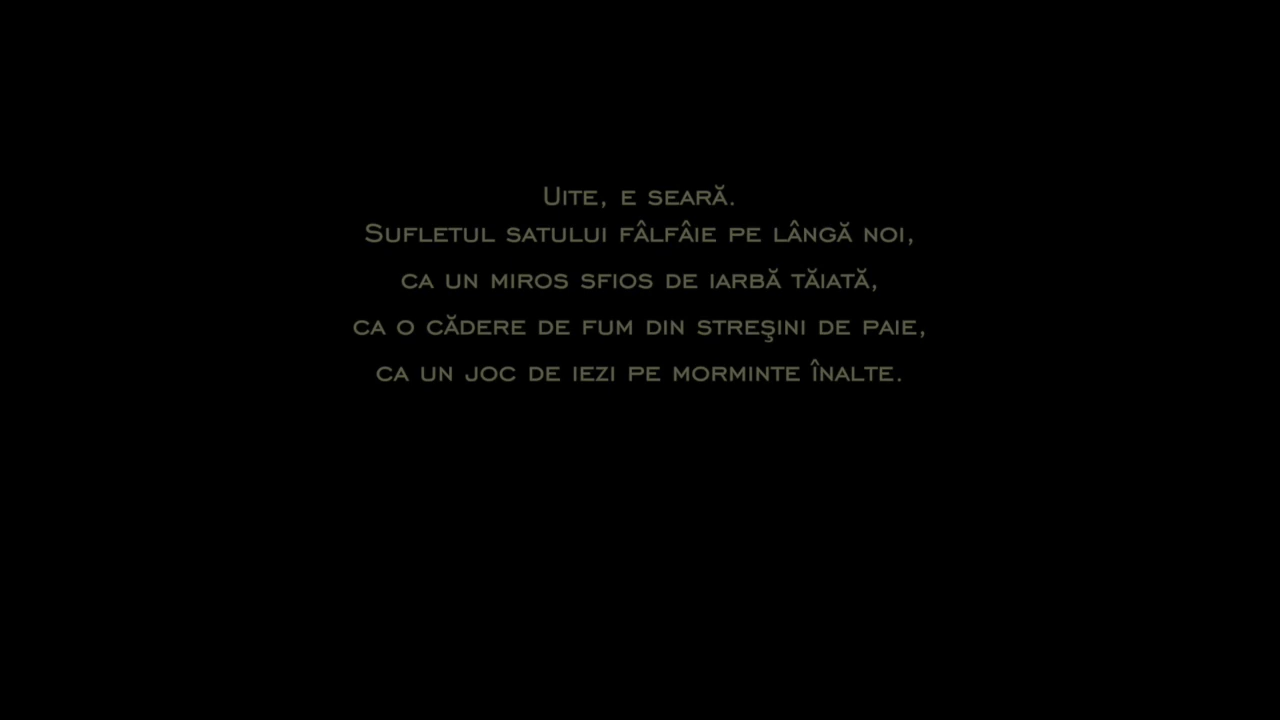 Uite, e seară.
Sufletul satului fâlfâie pe lângă noi,
ca un miros sfios de iarbă tăiată,
ca o cădere de fum din streşini de paie,
ca un joc de iezi pe morminte înalte.